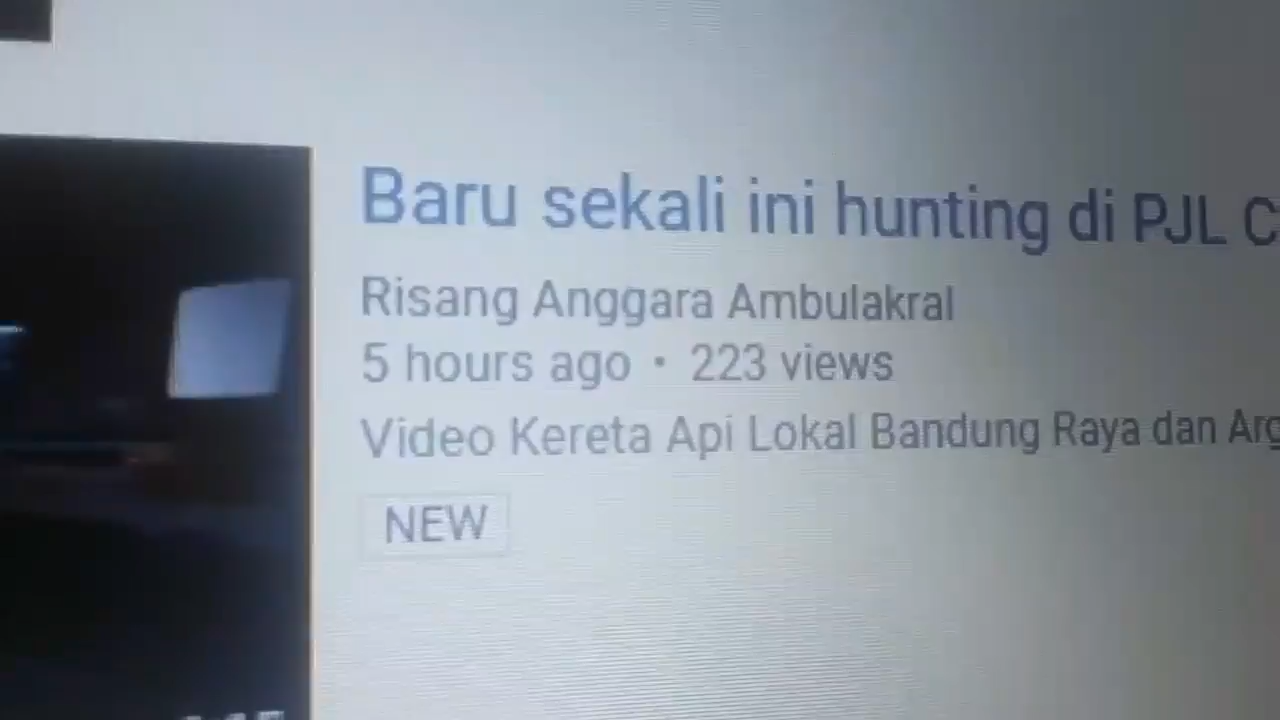 Baru sekali ini hunting di PJL C
Risang Anggara Ambulakral
5 hours ago • 223 views
Video Kereta Api Lokal Bandung Raya dan Arg
NEW